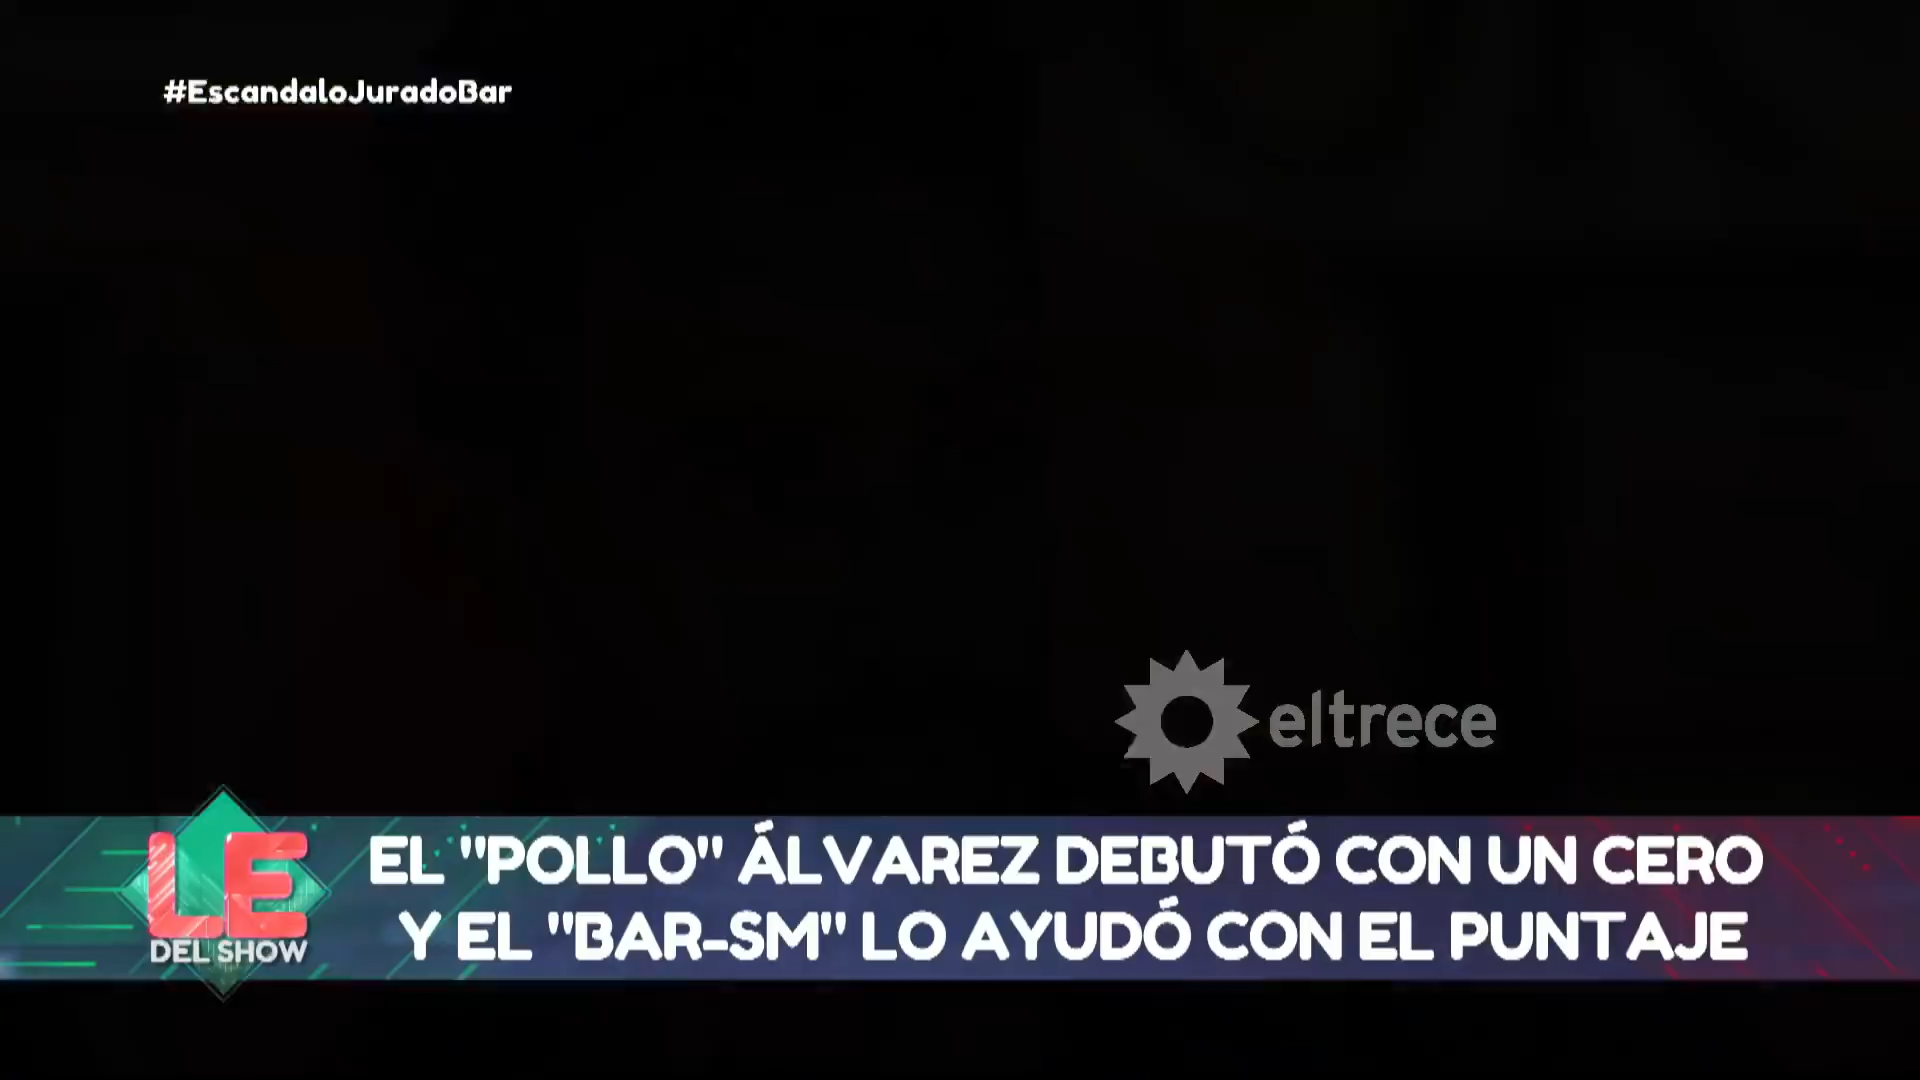 #EscandaloJuradoBar
eltrece
EL "POLLO" ÁLVAREZ DEBUTÓ CON UN CERO
Y EL "BAR-SM" LO AYUDÓ CON EL PUNTAJE
LE
DEL SHOW